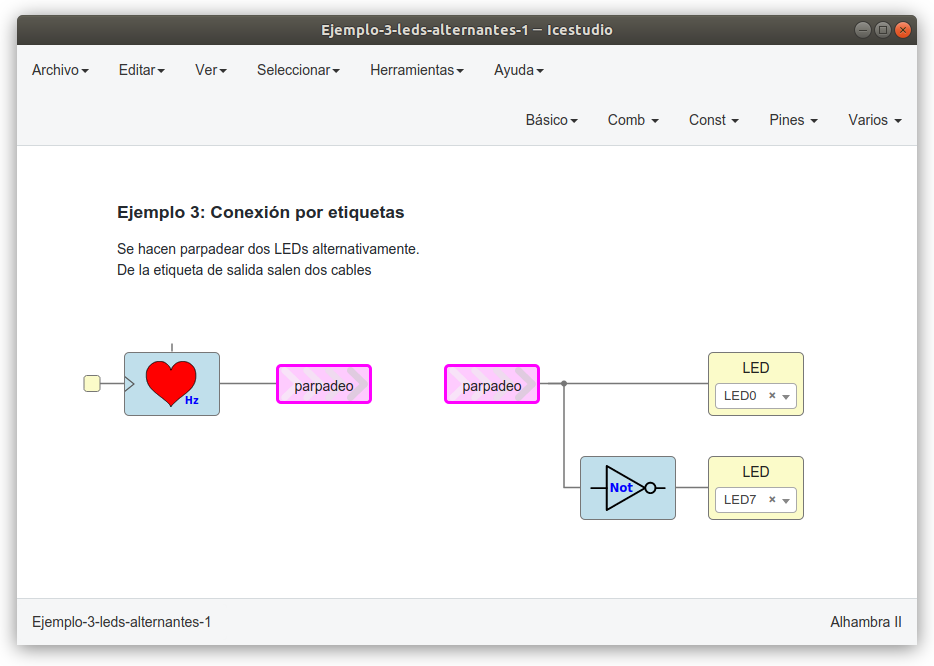 Ejemplo-3-leds-alternantes-1 – Icestudio
Archivo Editar Ver Seleccionar Herramientas Ayuda
Básico Comb Const Pines Varios
Ejemplo 3: Conexión por etiquetas
Se hacen parpadear dos LEDs alternativamente.
De la etiqueta de salida salen dos cables
Hz
parpadeo
parpadeo
LED
LED0
Not
LED
LED7
Ejemplo-3-leds-alternantes-1
Alhambra II